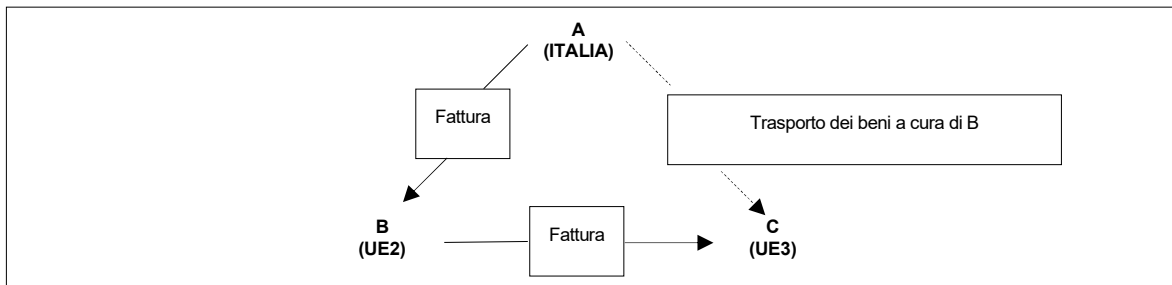 A
(ITALIA)
Fattura
Trasporto dei beni a cura di B
B
(UE2)
Fattura
C
(UE3)